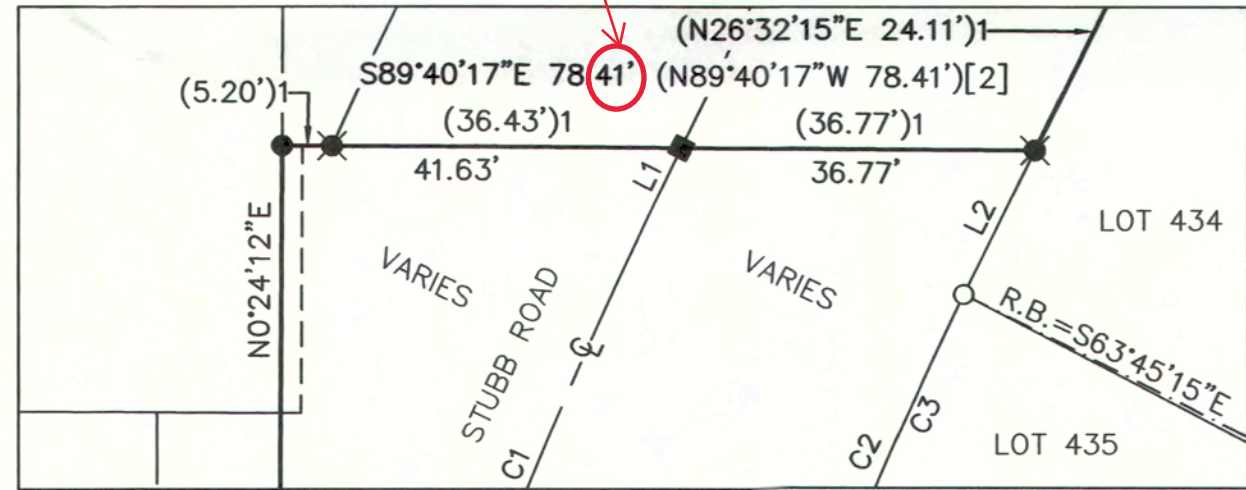 (N26°32'15"E 24.11')1
S89°40'17"E 78.41' (N89°40'17"W 78.41')[2]
(5.20')1
(36.43')1
(36.77')1
41.63'
36.77'
L1
L2
LOT 434
N0°24'12"E
VARIES
VARIES
STUBB ROAD
CL
R.B.=S63°45'15"E
C1
C2
C3
LOT 435